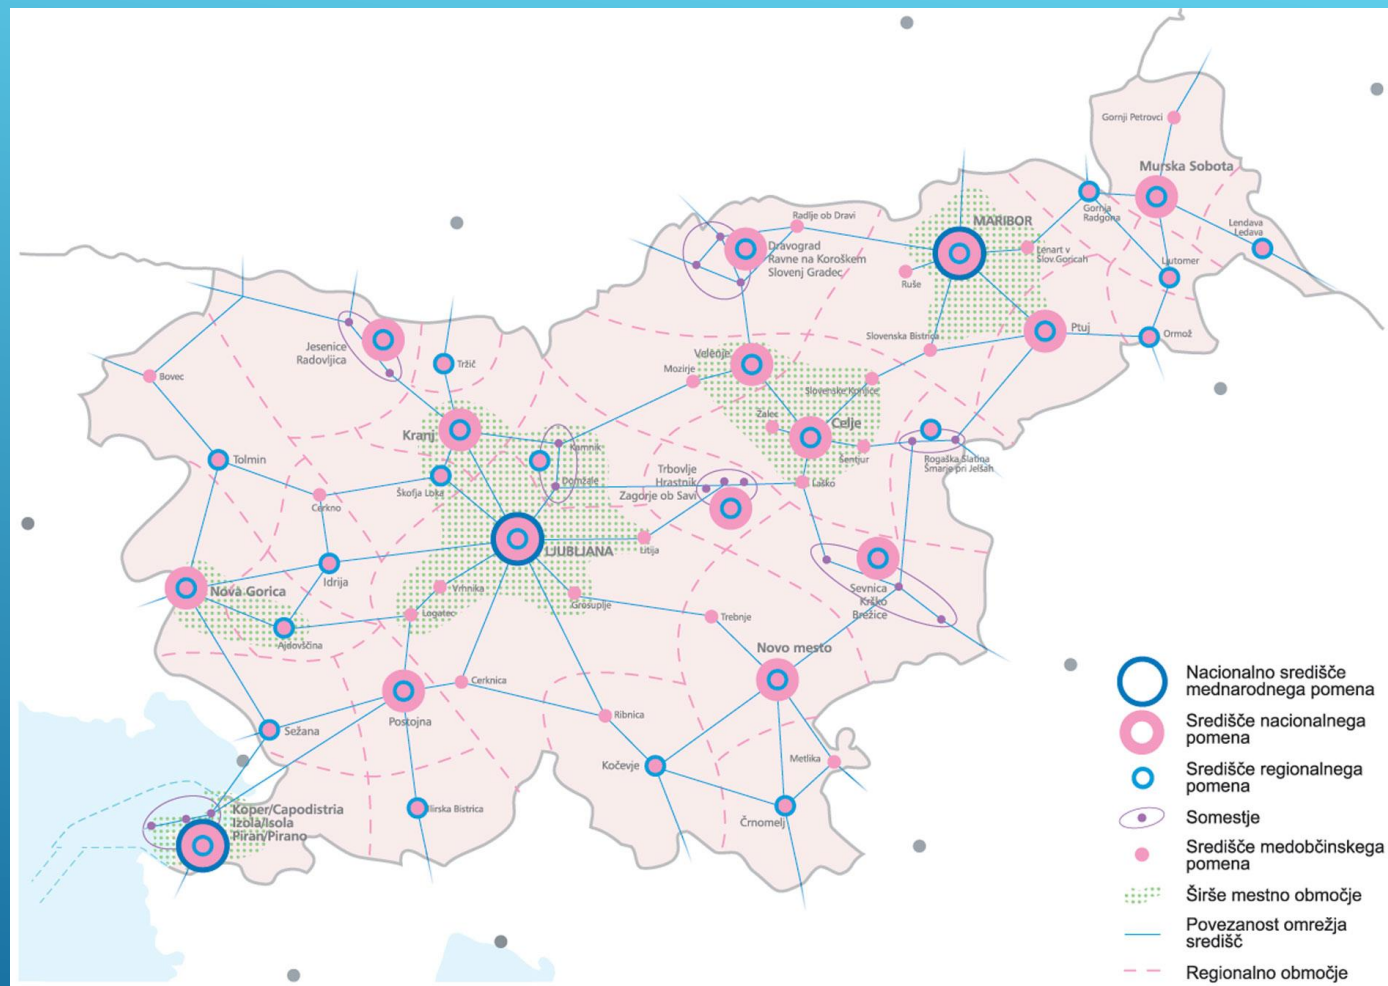 Gornji Petrovci
Murska Sobota
Radlje ob Dravi
MARIBOR
Gornja
Radgona
Lendava
Ledava
Dravograd
Ravne na Koroškem
Slovenj Gradec
Lenart v
Slov.Goricah
Ljutomer
Ruše
Jesenice
Radovljica
Slovenska Bistrica
Ptuj
Ormož
Velenje
Tržič
Mozirje
Bovec
Slovenske Konjice
Žalec
Celje
Kranj
Kamnik
Šentjur
Rogaška Slatina
Šmarje pri Jelšah
Tolmin
Trbovlje
Hrastnik
Zagorje ob Savi
Škofja Loka
Domžale
Laško
Cerkno
LJUBLJANA
Litija
Idrija
Nova Gorica
Vrhnika
Sevnica
Krško
Brežice
Grosuplje
Logatec
Trebnje
Ajdovščina
Novo mesto
Cerknica
Postojna
Ribnica
Sežana
Metlika
Kočevje
Koper/Capodistria
Izola/Isola
Piran/Pirano
Ilirska Bistrica
Črnomelj
Nacionalno središče
mednarodnega pomena
Središče nacionalnega
pomena
Središče regionalnega
pomena
Somestje
Središče medobčinskega
pomena
Širše mestno območje
Povezanost omrežja
središč
Regionalno območje